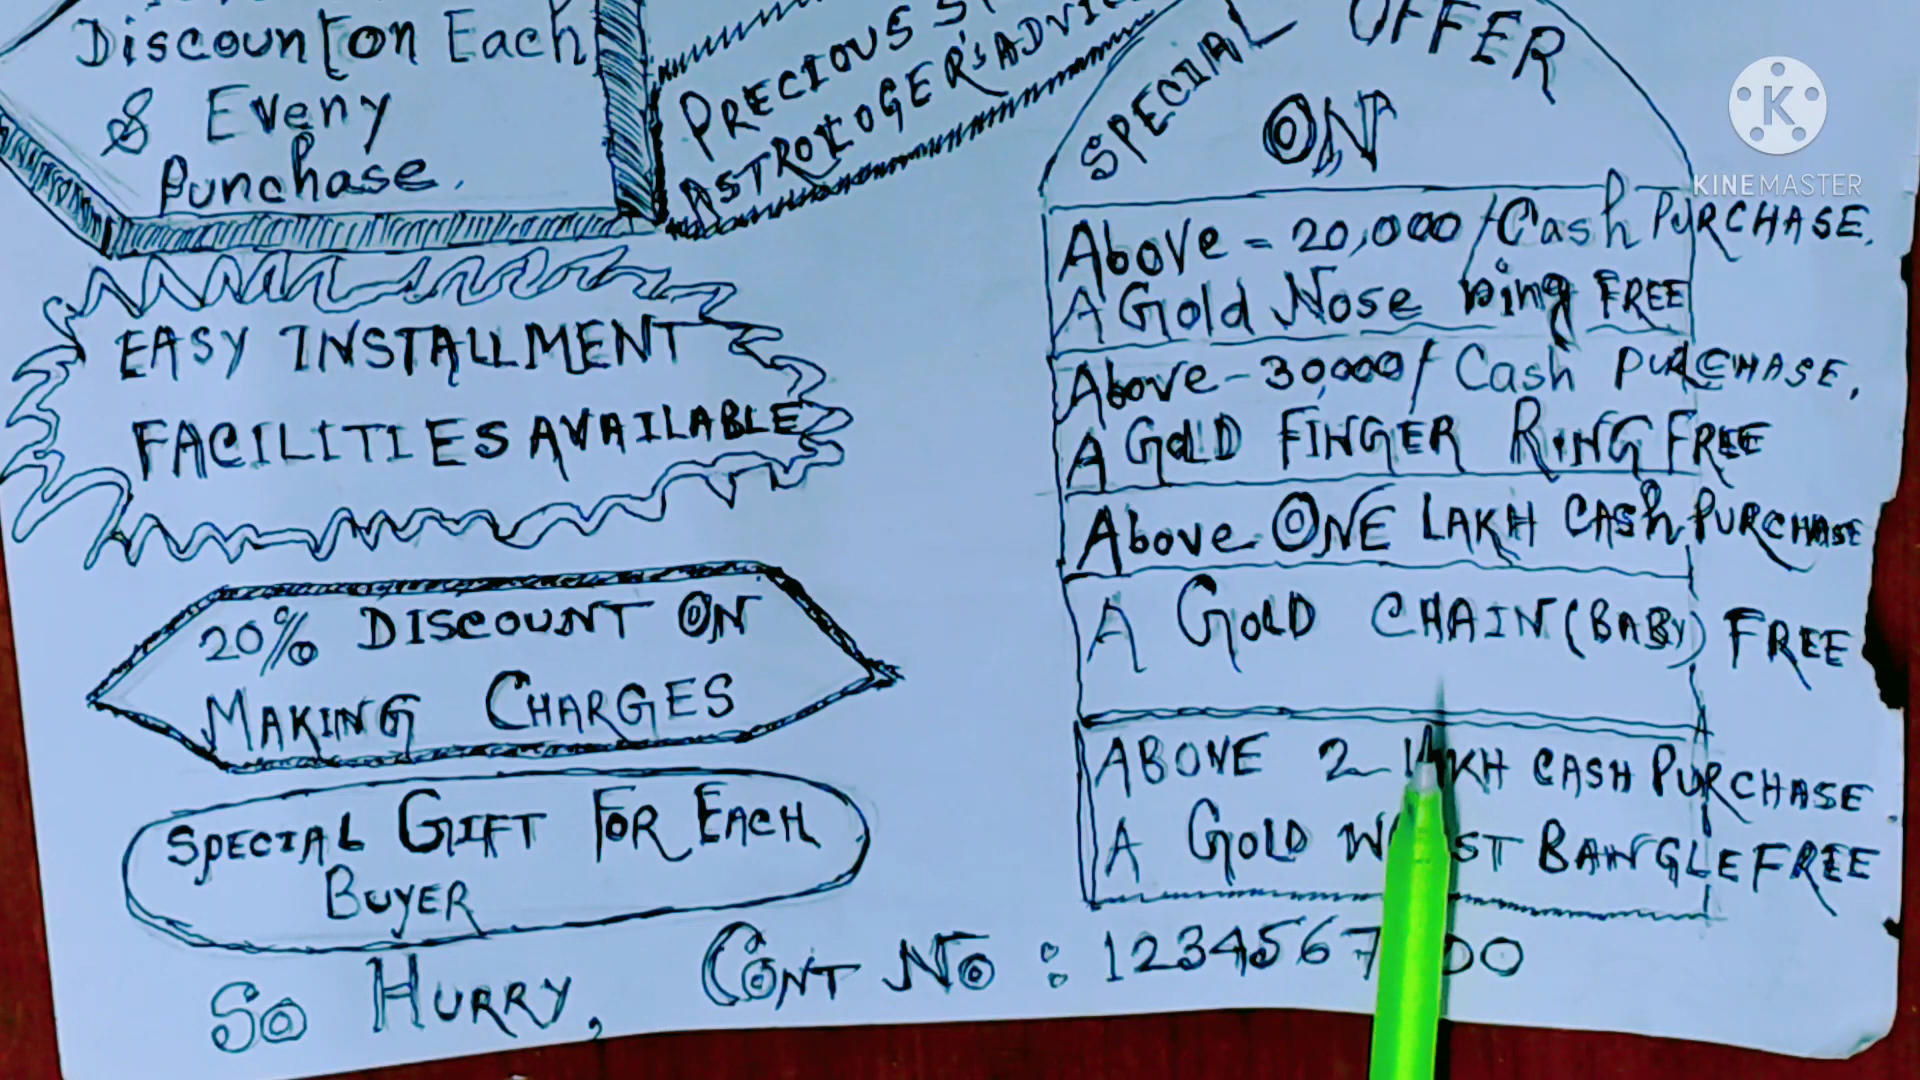 Discount on Each
& Every
Purchase.
PRECIOUS
ASTROLOGER'S
SPECIAL OFFER
ON
Above = 20,000/Cash PURCHASE.
A Gold Nose Ring FREE
Above - 30,000/ Cash PURCHASE.
A GOLD FINGER RING FREE
Above ONE LAKH CASH PURCHASE
A GOLD CHAIN (BABY) FREE
ABOVE 2 LAKH CASH PURCHASE
A GOLD BANGLE FREE
EASY INSTALLMENT
FACILITIES AVAILABLE
20% DISCOUNT ON
MAKING CHARGES
SPECIAL GIFT FOR EACH
BUYER
SO HURRY, CONT NO : 1234567
KINEMASTER